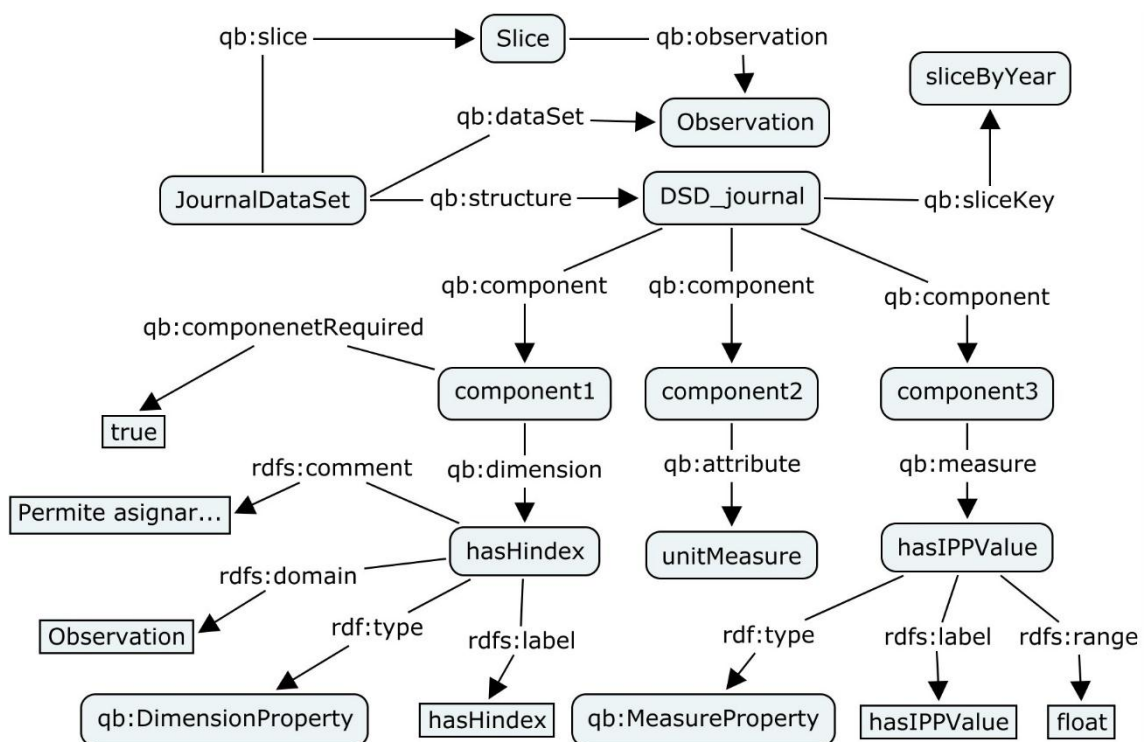 qb:slice
Slice
qb:observation
sliceByYear
qb:dataSet
Observation
JournalDataSet
qb:structure
DSD_journal
qb:sliceKey
qb:component
qb:component
qb:component
qb:componenetRequired
component1
component2
component3
true
rdfs:comment
qb:dimension
qb:attribute
qb:measure
Permite asignar...
hasHindex
unitMeasure
hasIPPValue
rdfs:domain
Observation
rdf:type
rdfs:label
rdf:type
rdfs:label
rdfs:range
qb:DimensionProperty
hasHindex
qb:MeasureProperty
hasIPPValue
float